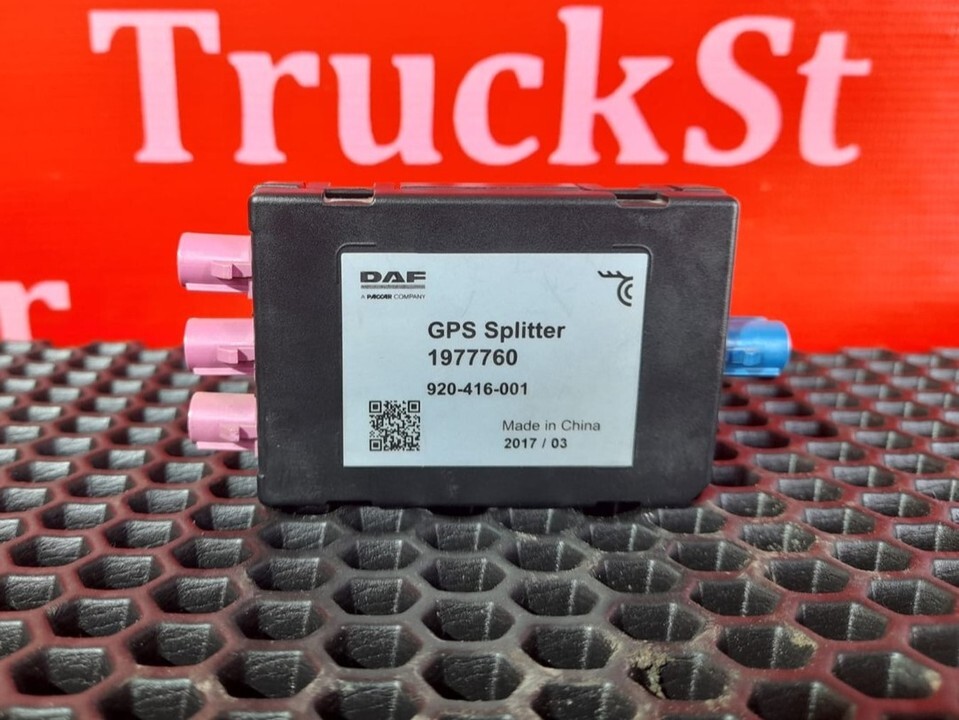 TruckSt
r
DAF
A PACCAR COMPANY
GPS Splitter
1977760
920-416-001
Made in China
2017 / 03